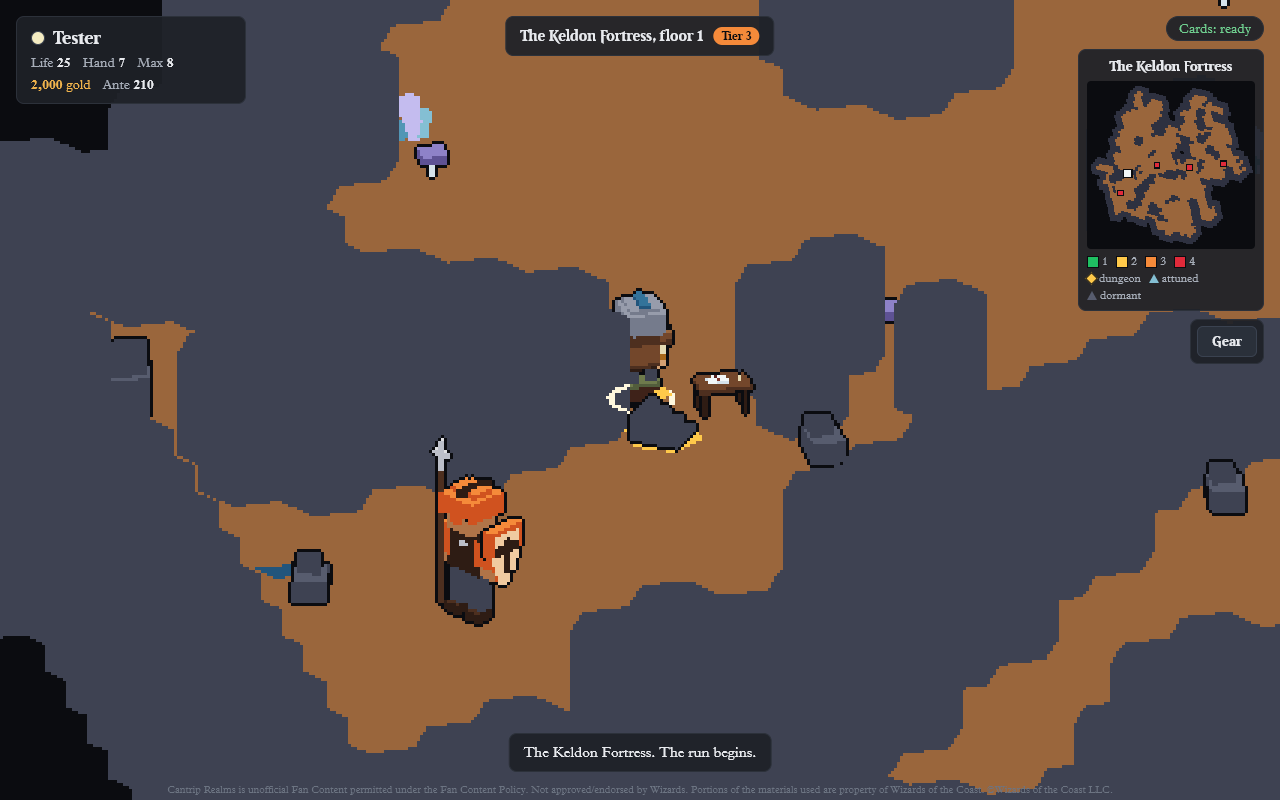 Tester
Life 25 Hand 7 Max 8
2,000 gold Ante 210
The Keldon Fortress, floor 1 Tier 3
Cards: ready
The Keldon Fortress
1 2 3 4
dungeon attuned
dormant
Gear
The Keldon Fortress. The run begins.
Cantrip Realms is unofficial Fan Content permitted under the Fan Content Policy. Not approved/endorsed by Wizards. Portions of the materials used are property of Wizards of the Coast. ©Wizards of the Coast LLC.